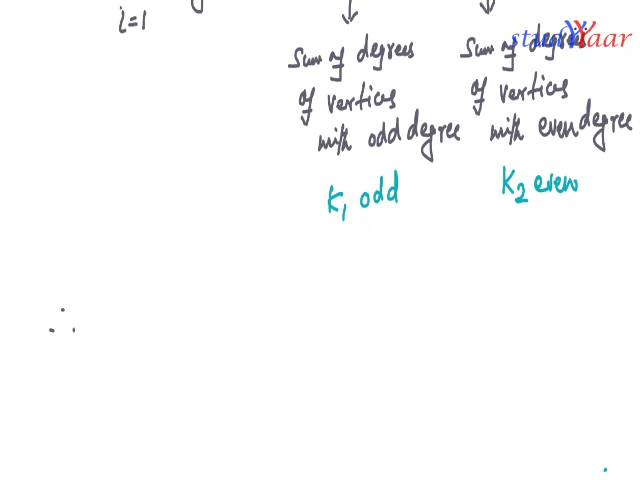 i=1
Sum of degrees
of vertices
with odd degree
K₁ odd
Sum of degrees
of vertices
with even degree
K₂ even
∴